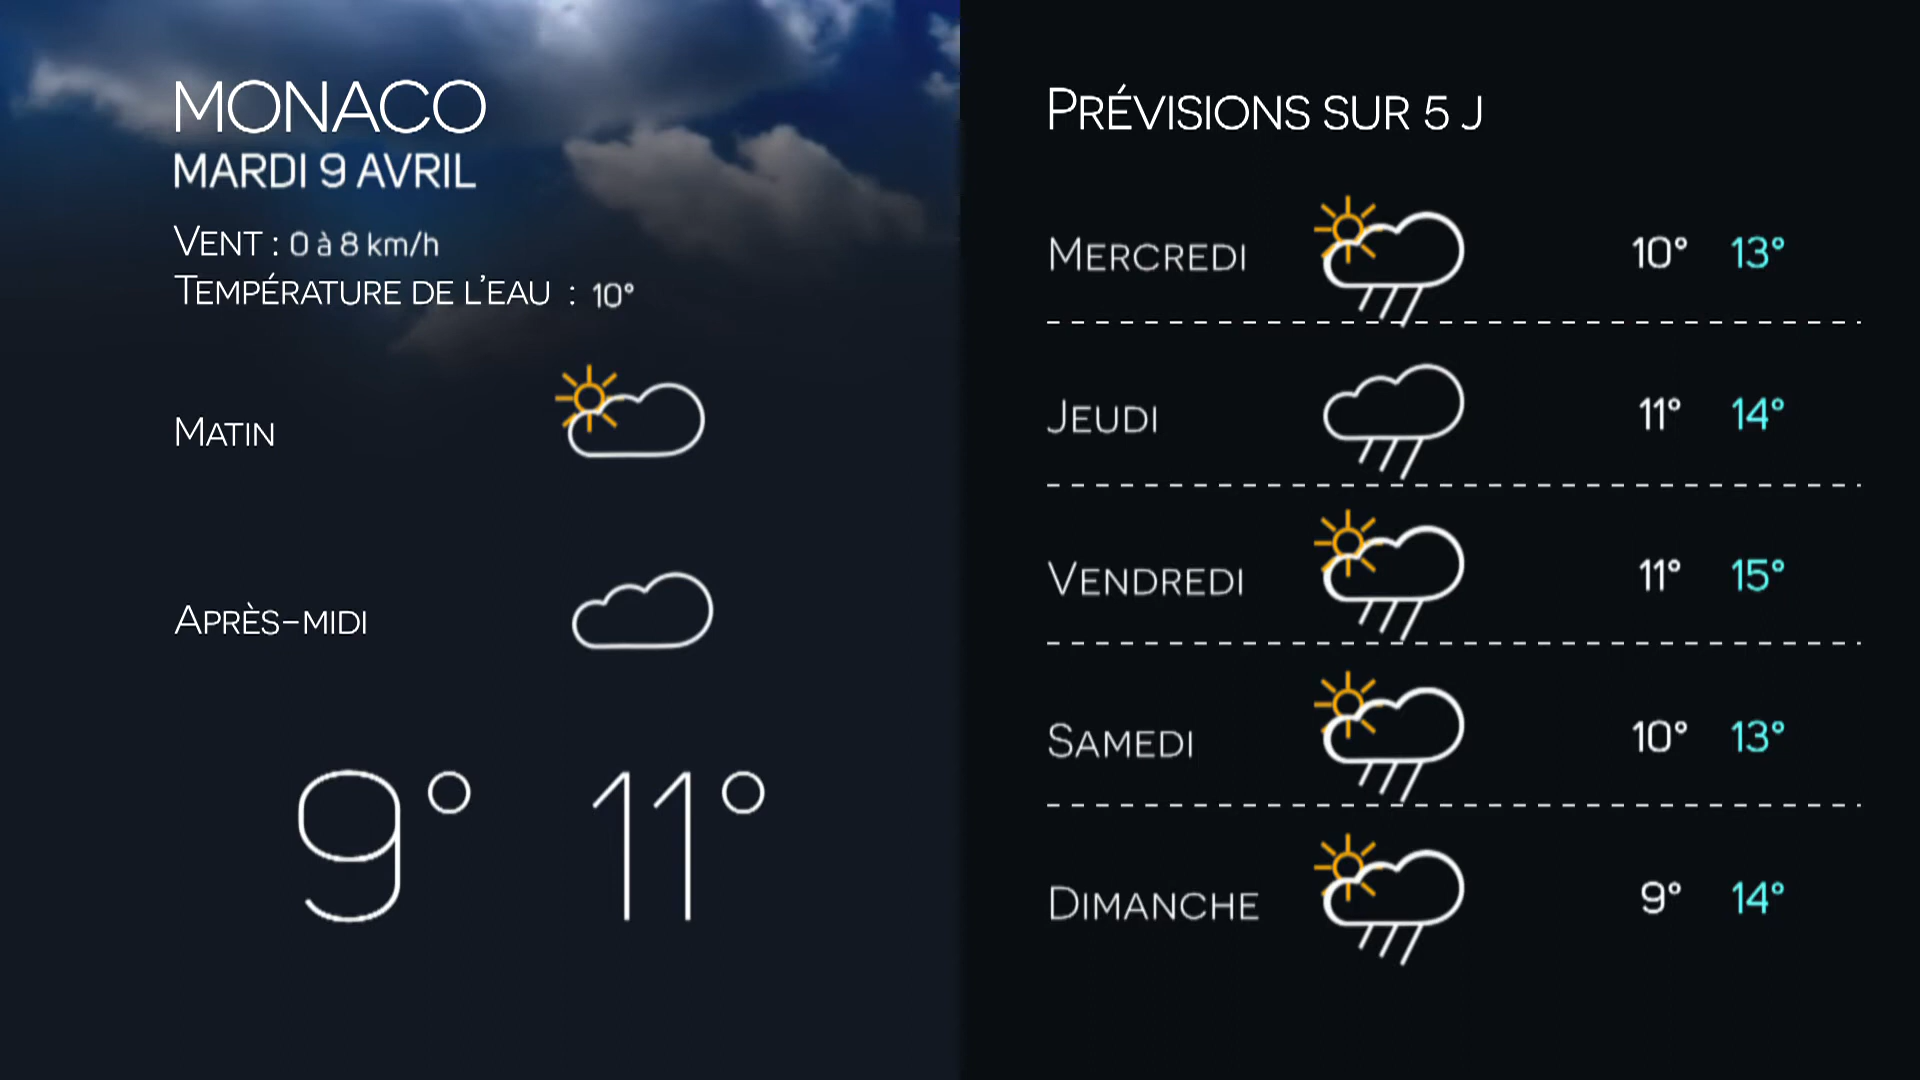 MONACO
MARDI 9 AVRIL
VENT : 0 à 8 km/h
TEMPÉRATURE DE L'EAU : 10°
MATIN
APRÈS-MIDI
9° 11°
PRÉVISIONS SUR 5 J
MERCREDI 10° 13°
JEUDI 11° 14°
VENDREDI 11° 15°
SAMEDI 10° 13°
DIMANCHE 9° 14°